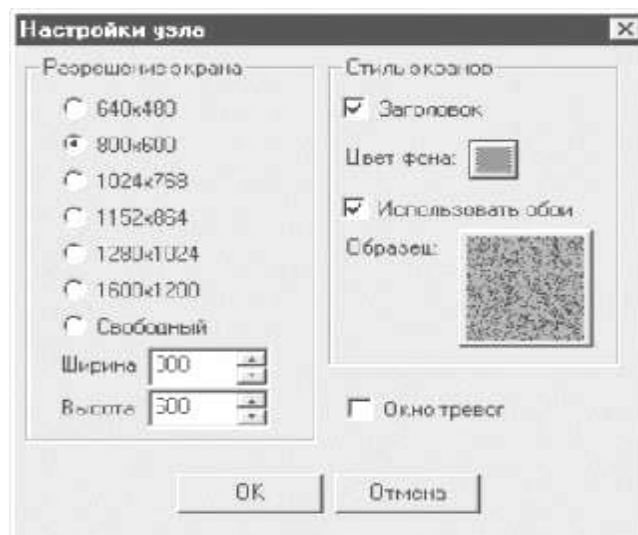 Настройки узла
Разрешение экрана
640x480
800x600
1024x768
1152x864
1280x1024
1600x1200
Свободный
Ширина
Высота
Стиль экранов
Заголовок
Цвет фона:
Использовать обои
Образец:
Окно тревог
OK
Отмена